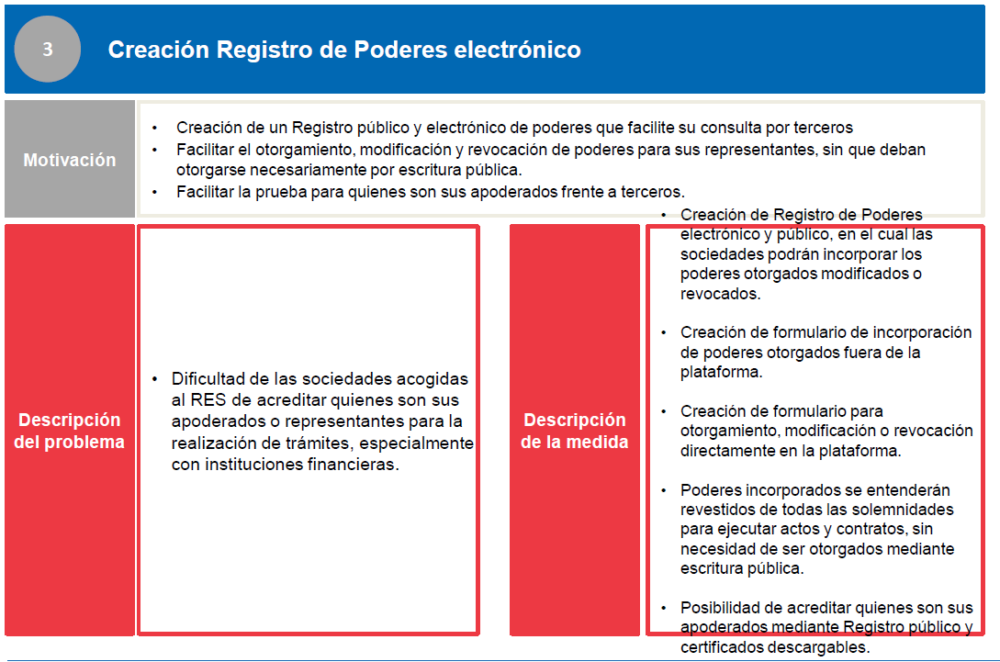 3
Creación Registro de Poderes electrónico
Motivación
• Creación de un Registro público y electrónico de poderes que facilite su consulta por terceros
• Facilitar el otorgamiento, modificación y revocación de poderes para sus representantes, sin que deban
otorgarse necesariamente por escritura pública.
• Facilitar la prueba para quienes son sus apoderados frente a terceros.
Descripción
del problema
• Dificultad de las sociedades acogidas
al RES de acreditar quienes son sus
apoderados o representantes para la
realización de trámites, especialmente
con instituciones financieras.
Descripción
de la medida
• Creación de Registro de Poderes
electrónico y público, en el cual las
sociedades podrán incorporar los
poderes otorgados modificados o
revocados.
• Creación de formulario de incorporación
de poderes otorgados fuera de la
plataforma.
• Creación de formulario para
otorgamiento, modificación o revocación
directamente en la plataforma.
• Poderes incorporados se entenderán
revestidos de todas las solemnidades
para ejecutar actos y contratos, sin
necesidad de ser otorgados mediante
escritura pública.
• Posibilidad de acreditar quienes son sus
apoderados mediante Registro público y
certificados descargables.